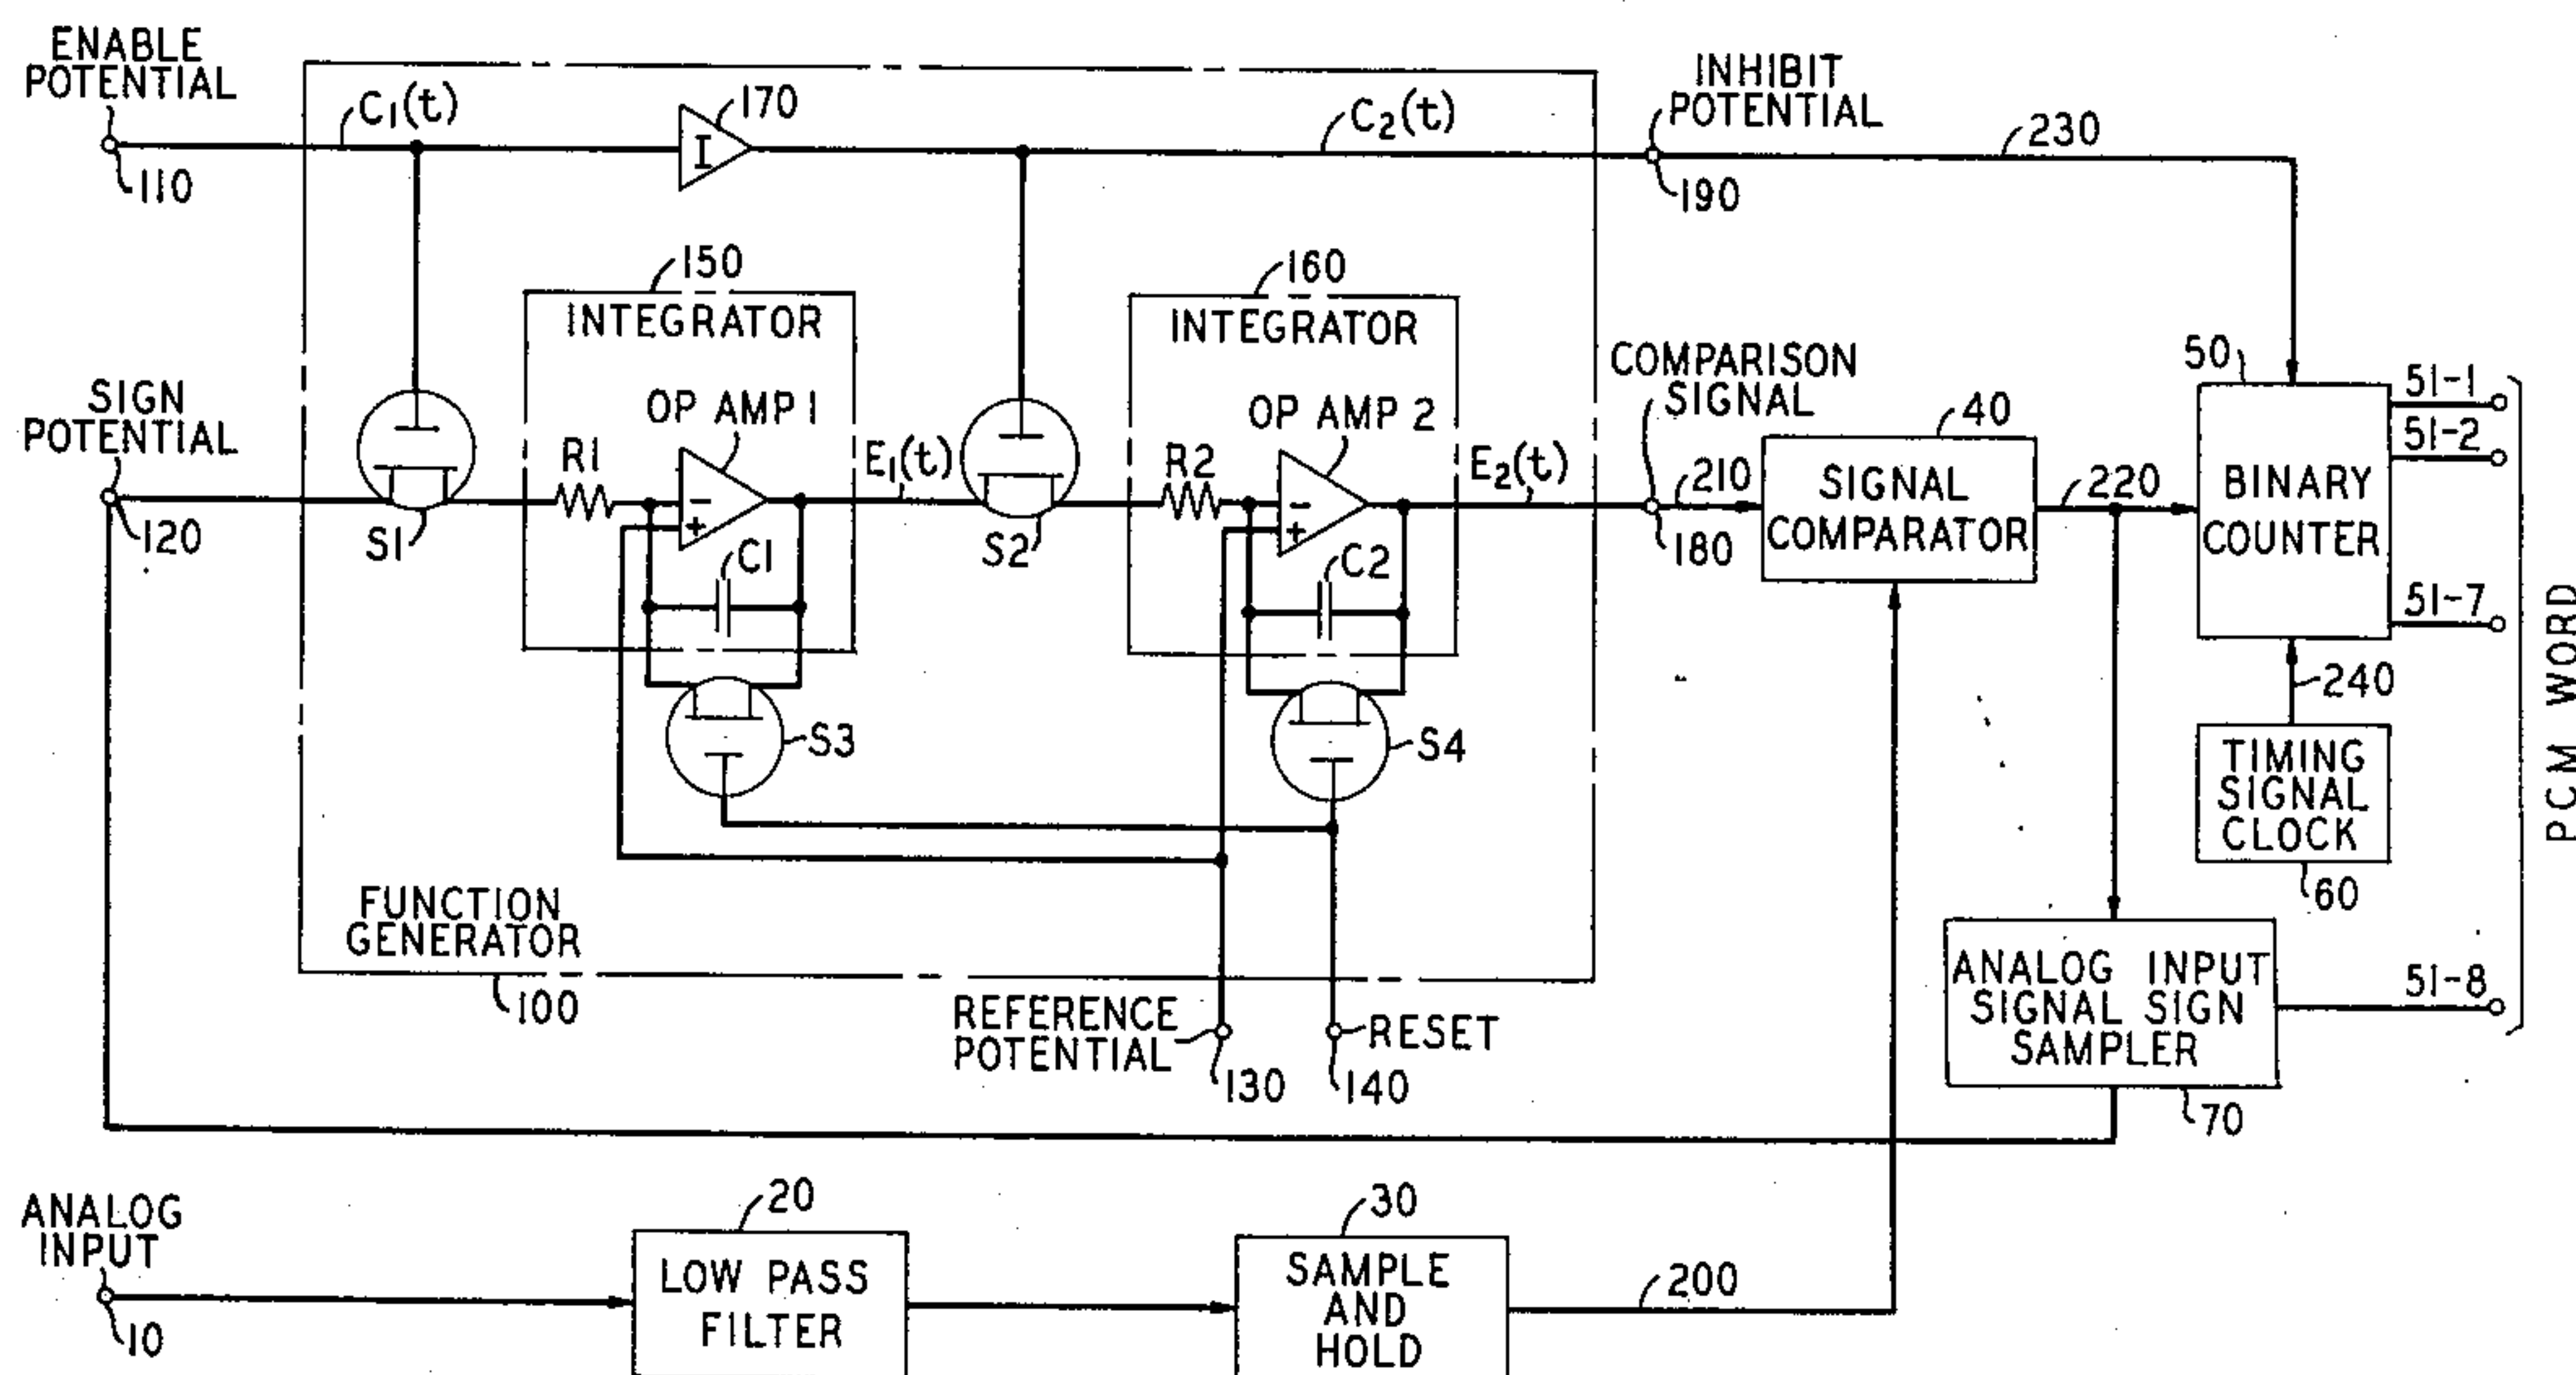 ENABLE
POTENTIAL
110
C1(t)
170
I
C2(t)
INHIBIT
POTENTIAL
190
230
150
INTEGRATOR
160
INTEGRATOR
SIGN
POTENTIAL
120
S1
R1
OP AMP 1
-
+
C1
E1(t)
S2
R2
OP AMP 2
-
+
C2
E2(t)
COMPARISON
SIGNAL
180
210
40
SIGNAL
COMPARATOR
220
50
BINARY
COUNTER
51-1
51-2
51-7
PCM WORD
S3
S4
240
TIMING
SIGNAL
CLOCK
60
FUNCTION
GENERATOR
100
REFERENCE
POTENTIAL
130
RESET
140
ANALOG INPUT
SIGNAL SIGN
SAMPLER
70
51-8
ANALOG
INPUT
10
20
LOW PASS
FILTER
30
SAMPLE
AND
HOLD
200